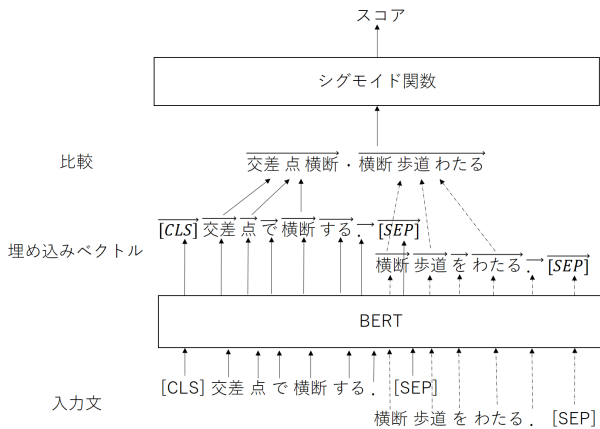 スコア
シグモイド関数
比較
交差 点 横断 · 横断 歩道 わたる
[CLS] 交差 点 で 横断 する . [SEP]
埋め込みベクトル
横断 歩道 を わたる . [SEP]
BERT
[CLS] 交差 点 で 横断 する . [SEP]
入力文
横断 歩道 を わたる . [SEP]